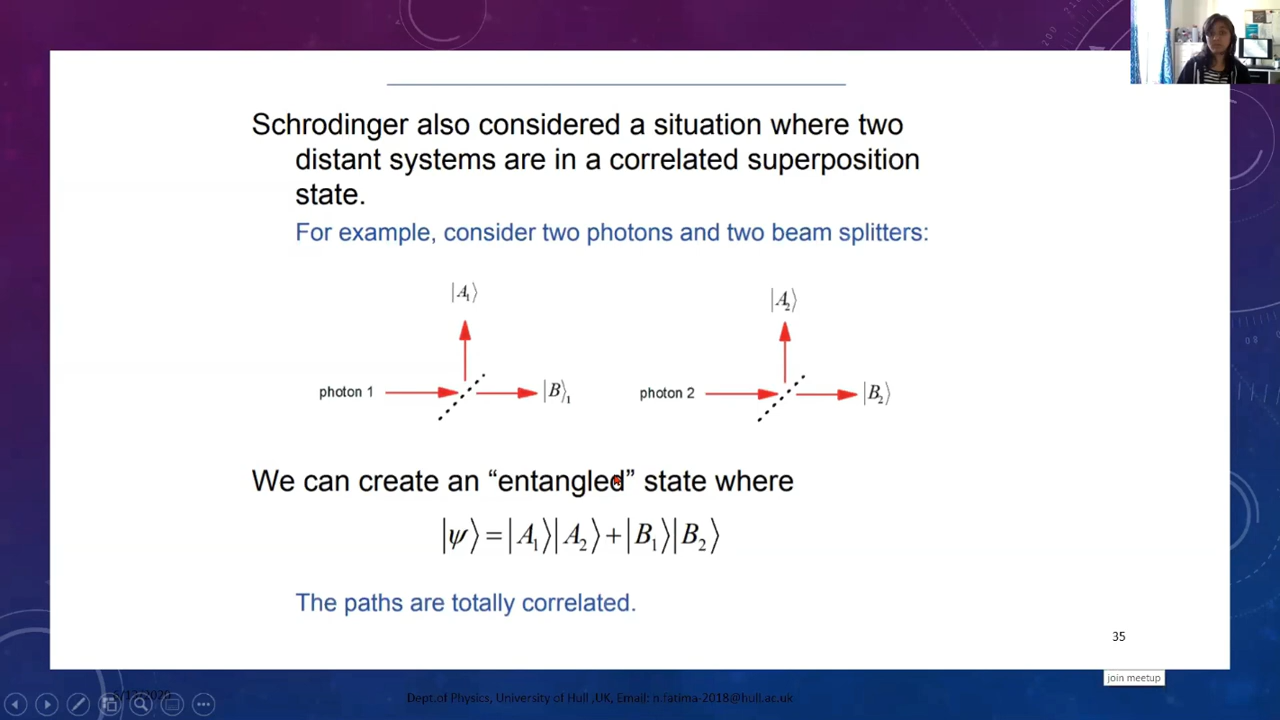 Schrodinger also considered a situation where two
distant systems are in a correlated superposition
state.
For example, consider two photons and two beam splitters:
|A₁⟩
|A₂⟩
photon 1
|B⟩₁
photon 2
|B₂⟩
We can create an “entangled” state where
|ψ⟩=|A₁⟩|A₂⟩+|B₁⟩|B₂⟩
The paths are totally correlated.
35
join meetup
Dept.of Physics, University of Hull ,UK, Email: n.fatima-2018@hull.ac.uk